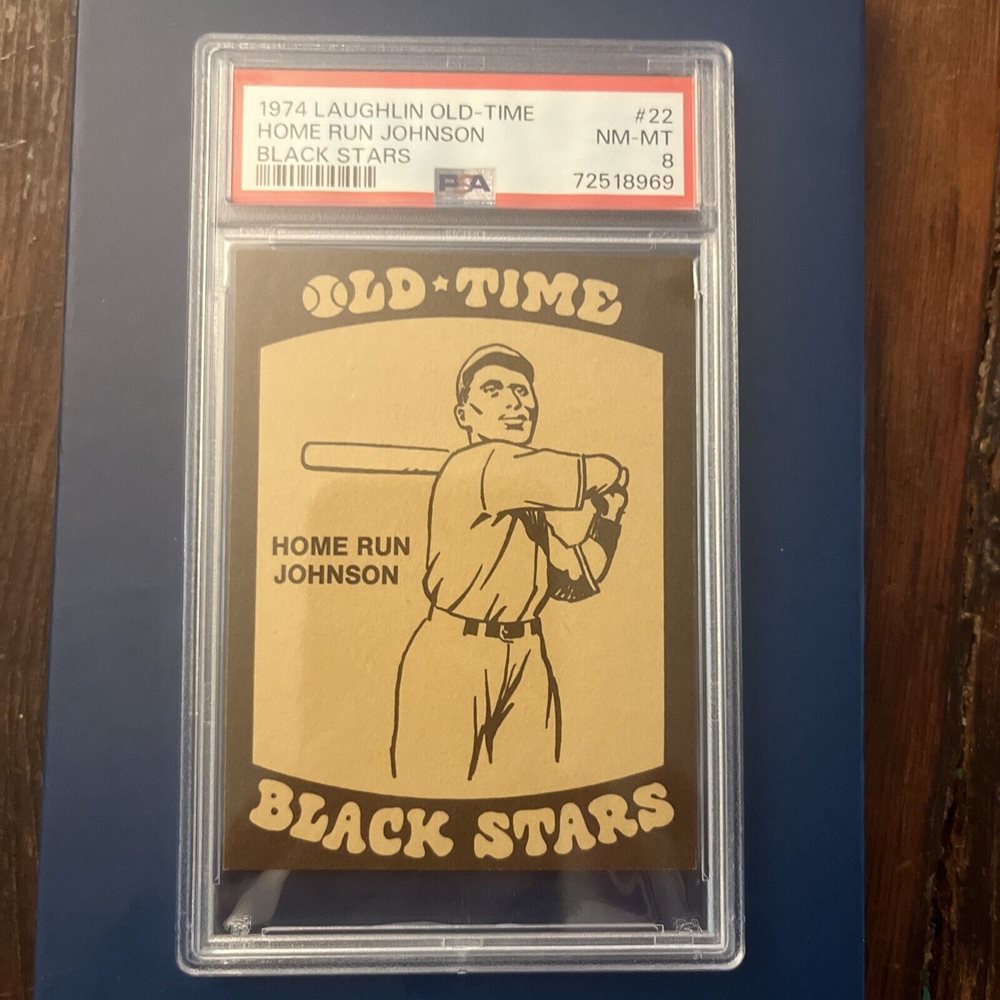 1974 LAUGHLIN OLD-TIME #22
HOME RUN JOHNSON NM-MT
BLACK STARS 8
PSA 72518969
OLD★TIME
HOME RUN
JOHNSON
BLACK STARS